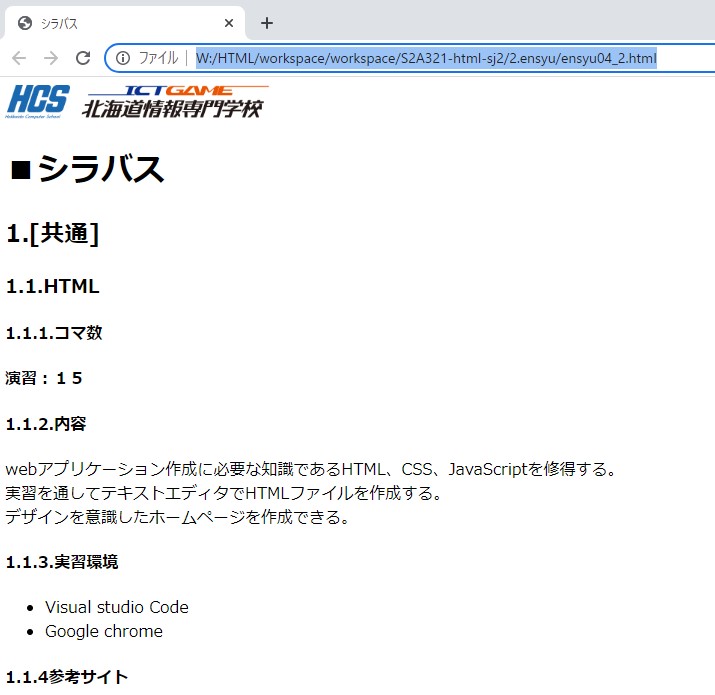 シラバス
ファイル | W:/HTML/workspace/workspace/S2A321-html-sj2/2.ensyu/ensyu04_2.html
HCS ICTGAME
Hokkaido Computer School 北海道情報専門学校
■シラバス
1.[共通]
1.1.HTML
1.1.1.コマ数
演習：１５
1.1.2.内容
webアプリケーション作成に必要な知識であるHTML、CSS、JavaScriptを修得する。
実習を通してテキストエディタでHTMLファイルを作成する。
デザインを意識したホームページを作成できる。
1.1.3.実習環境
• Visual studio Code
• Google chrome
1.1.4参考サイト